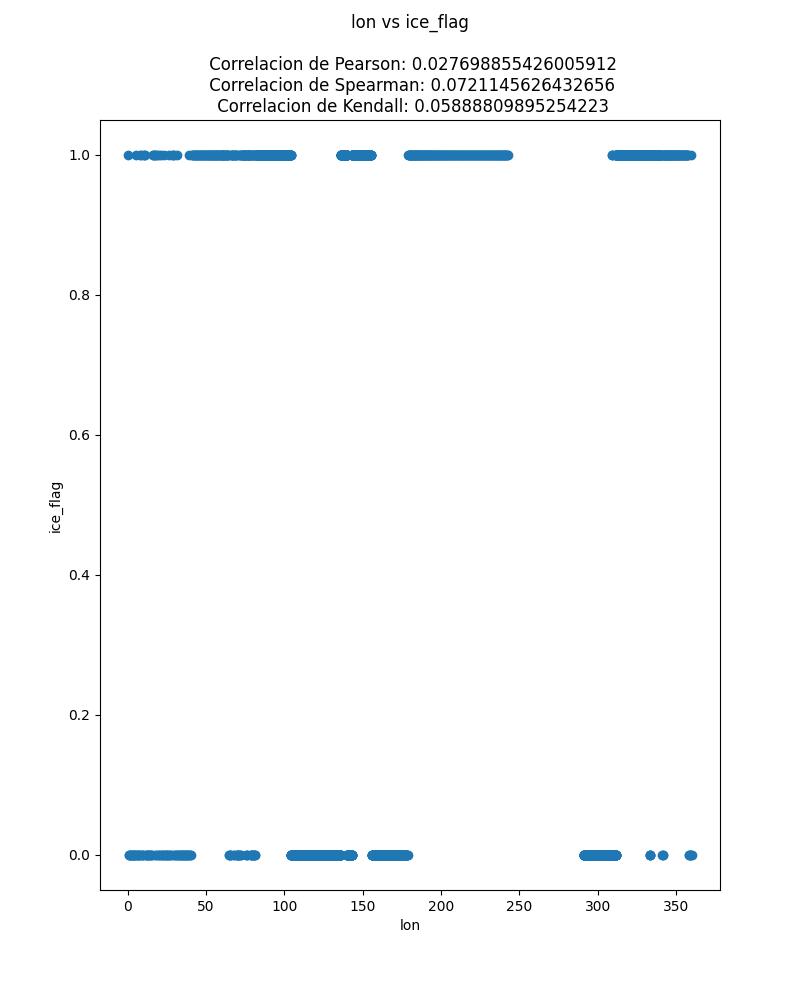 lon vs ice_flag
Correlacion de Pearson: 0.027698855426005912
Correlacion de Spearman: 0.0721145626432656
Correlacion de Kendall: 0.05888809895254223
1.0
0.8
0.6
0.4
0.2
0.0
ice_flag
0 50 100 150 200 250 300 350
lon